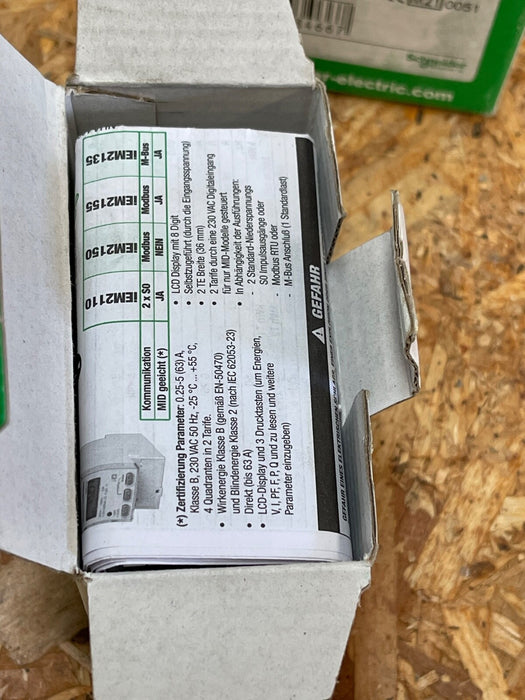 0051
Schneider
r-electric.com
IEM2110 IEM2150 IEM2155 IEM2135
Kommunikation 2 x S0 Modbus Modbus M-Bus
MID geeicht (*) JA NEIN JA JA
(*) Zertifizierung Parameter: 0.25-5 (63) A,
Klasse B, 230 VAC 50 Hz, -25 °C ... +55 °C,
4 Quadranten in 2 Tarife.
• Wirkenergie Klasse B (gemäß EN-50470)
und Blindenergie Klasse 2 (nach IEC 62053-23)
• Direkt (bis 63 A)
• LCD-Display und 3 Drucktasten (um Energien,
V, I, PF, F, P, Q und zu lesen und weitere
Parameter einzugeben)
• LCD Display mit 8 Digit
• Selbstzugeführt (durch die Eingangsspannung)
• 2 TE Breite (36 mm)
• 2 Tarife durch eine 230 VAC Digitaleingang
für nur MID-Modelle gesteuert
• in Abhängigkeit der Ausführungen:
- 2 Standard-Niederspannungs
S0 Impulsausgänge oder
- Modbus RTU oder
- M-Bus Anschluß (1 Standardlast)
GEFAHR
GEFAHR EINES ELEKTRISCHEN